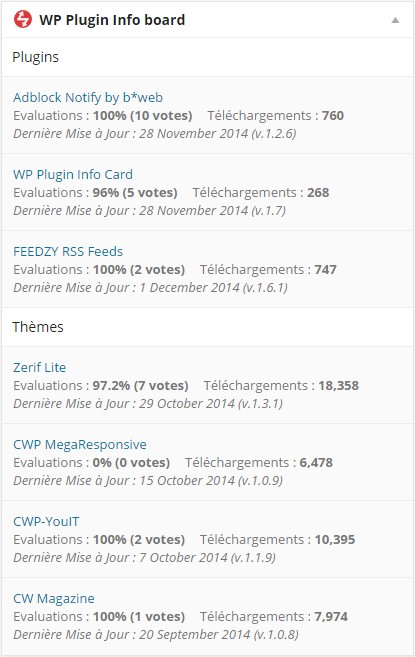 WP Plugin Info board
Plugins
Adblock Notify by b*web
Evaluations : 100% (10 votes) Téléchargements : 760
Dernière Mise à Jour : 28 November 2014 (v.1.2.6)
WP Plugin Info Card
Evaluations : 96% (5 votes) Téléchargements : 268
Dernière Mise à Jour : 28 November 2014 (v.1.7)
FEEDZY RSS Feeds
Evaluations : 100% (2 votes) Téléchargements : 747
Dernière Mise à Jour : 1 December 2014 (v.1.6.1)
Thèmes
Zerif Lite
Evaluations : 97.2% (7 votes) Téléchargements : 18,358
Dernière Mise à Jour : 29 October 2014 (v.1.3.1)
CWP MegaResponsive
Evaluations : 0% (0 votes) Téléchargements : 6,478
Dernière Mise à Jour : 15 October 2014 (v.1.0.9)
CWP-YouIT
Evaluations : 100% (2 votes) Téléchargements : 10,395
Dernière Mise à Jour : 7 October 2014 (v.1.1.9)
CW Magazine
Evaluations : 100% (1 votes) Téléchargements : 7,974
Dernière Mise à Jour : 20 September 2014 (v.1.0.8)